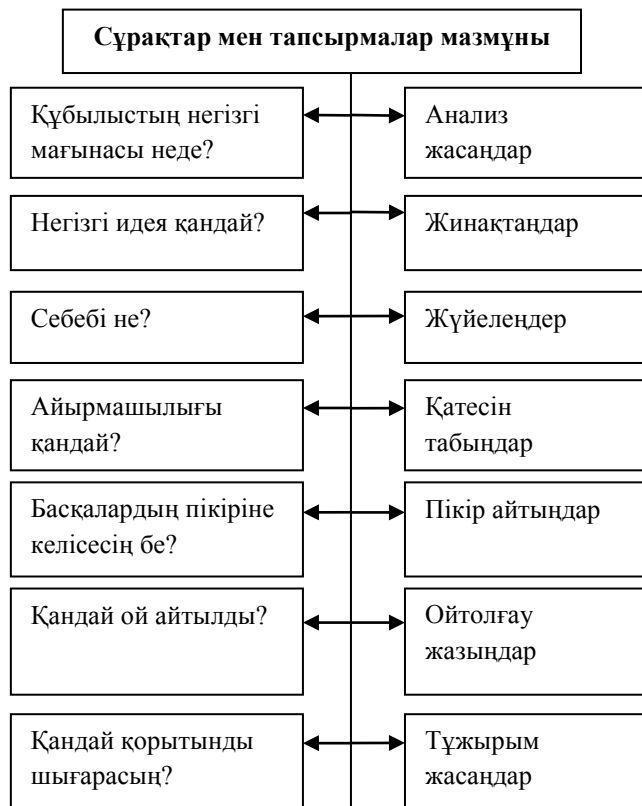 Сұрақтар мен тапсырмалар мазмұны
Құбылыстың негізгі
мағынасы неде?
Анализ
жасаңдар
Негізгі идея қандай?
Жинақтаңдар
Себебі не?
Жүйелеңдер
Айырмашылығы
қандай?
Қатесін
табыңдар
Басқалардың пікіріне
келісесің бе?
Пікір айтыңдар
Қандай ой айтылды?
Ойтолғау
жазыңдар
Қандай қорытынды
шығарасың?
Тұжырым
жасаңдар